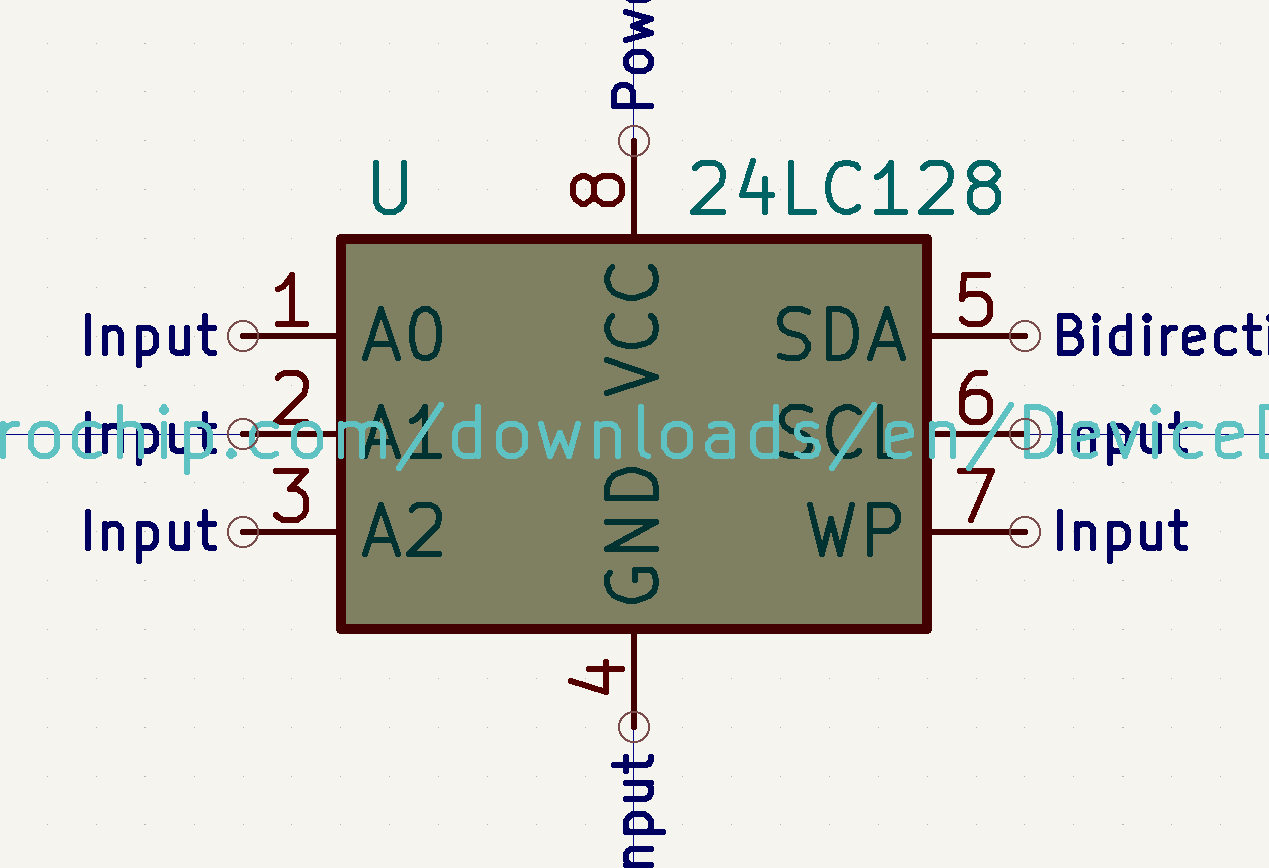 Powe
U
8
24LC128
1
5
Input
A0
VCC
SDA
Bidirecti
2
6
Input
A1
SCL
Input
rochip.com/downloads/en/DeviceD
3
7
Input
A2
GND
WP
Input
4
nput